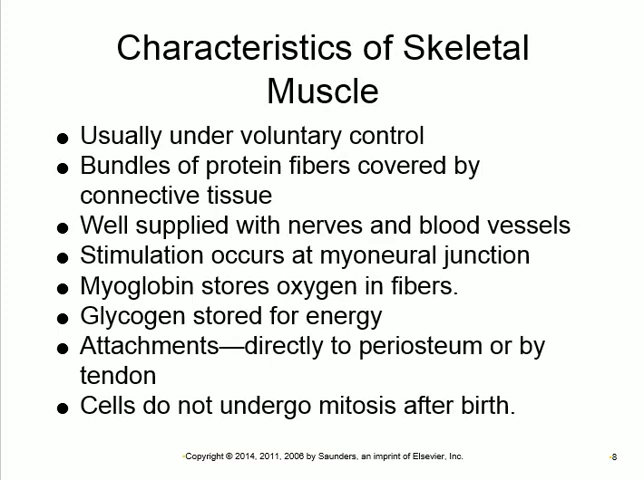 Characteristics of Skeletal
Muscle
● Usually under voluntary control
● Bundles of protein fibers covered by
connective tissue
● Well supplied with nerves and blood vessels
● Stimulation occurs at myoneural junction
● Myoglobin stores oxygen in fibers.
● Glycogen stored for energy
● Attachments—directly to periosteum or by
tendon
● Cells do not undergo mitosis after birth.
Copyright © 2014, 2011, 2006 by Saunders, an imprint of Elsevier, Inc.
8